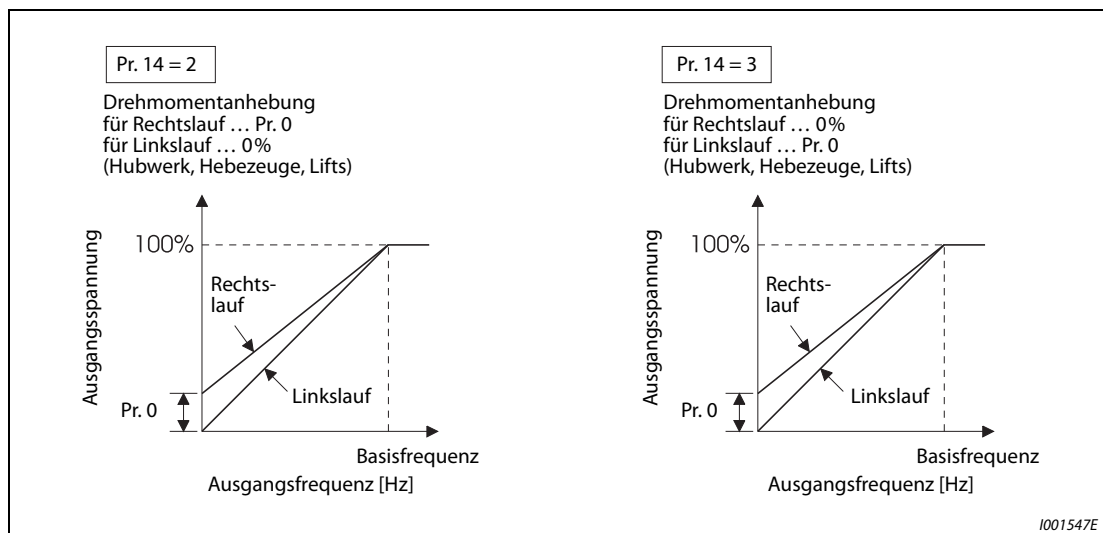 Pr. 14 = 2
Drehmomentanhebung
für Rechtslauf … Pr. 0
für Linkslauf … 0%
(Hubwerk, Hebezeuge, Lifts)
Ausgangsspannung
100%
Rechts-
lauf
Linkslauf
Pr. 0
Basisfrequenz
Ausgangsfrequenz [Hz]
Pr. 14 = 3
Drehmomentanhebung
für Rechtslauf … 0%
für Linkslauf … Pr. 0
(Hubwerk, Hebezeuge, Lifts)
Ausgangsspannung
100%
Rechts-
lauf
Linkslauf
Pr. 0
Basisfrequenz
Ausgangsfrequenz [Hz]
I001547E